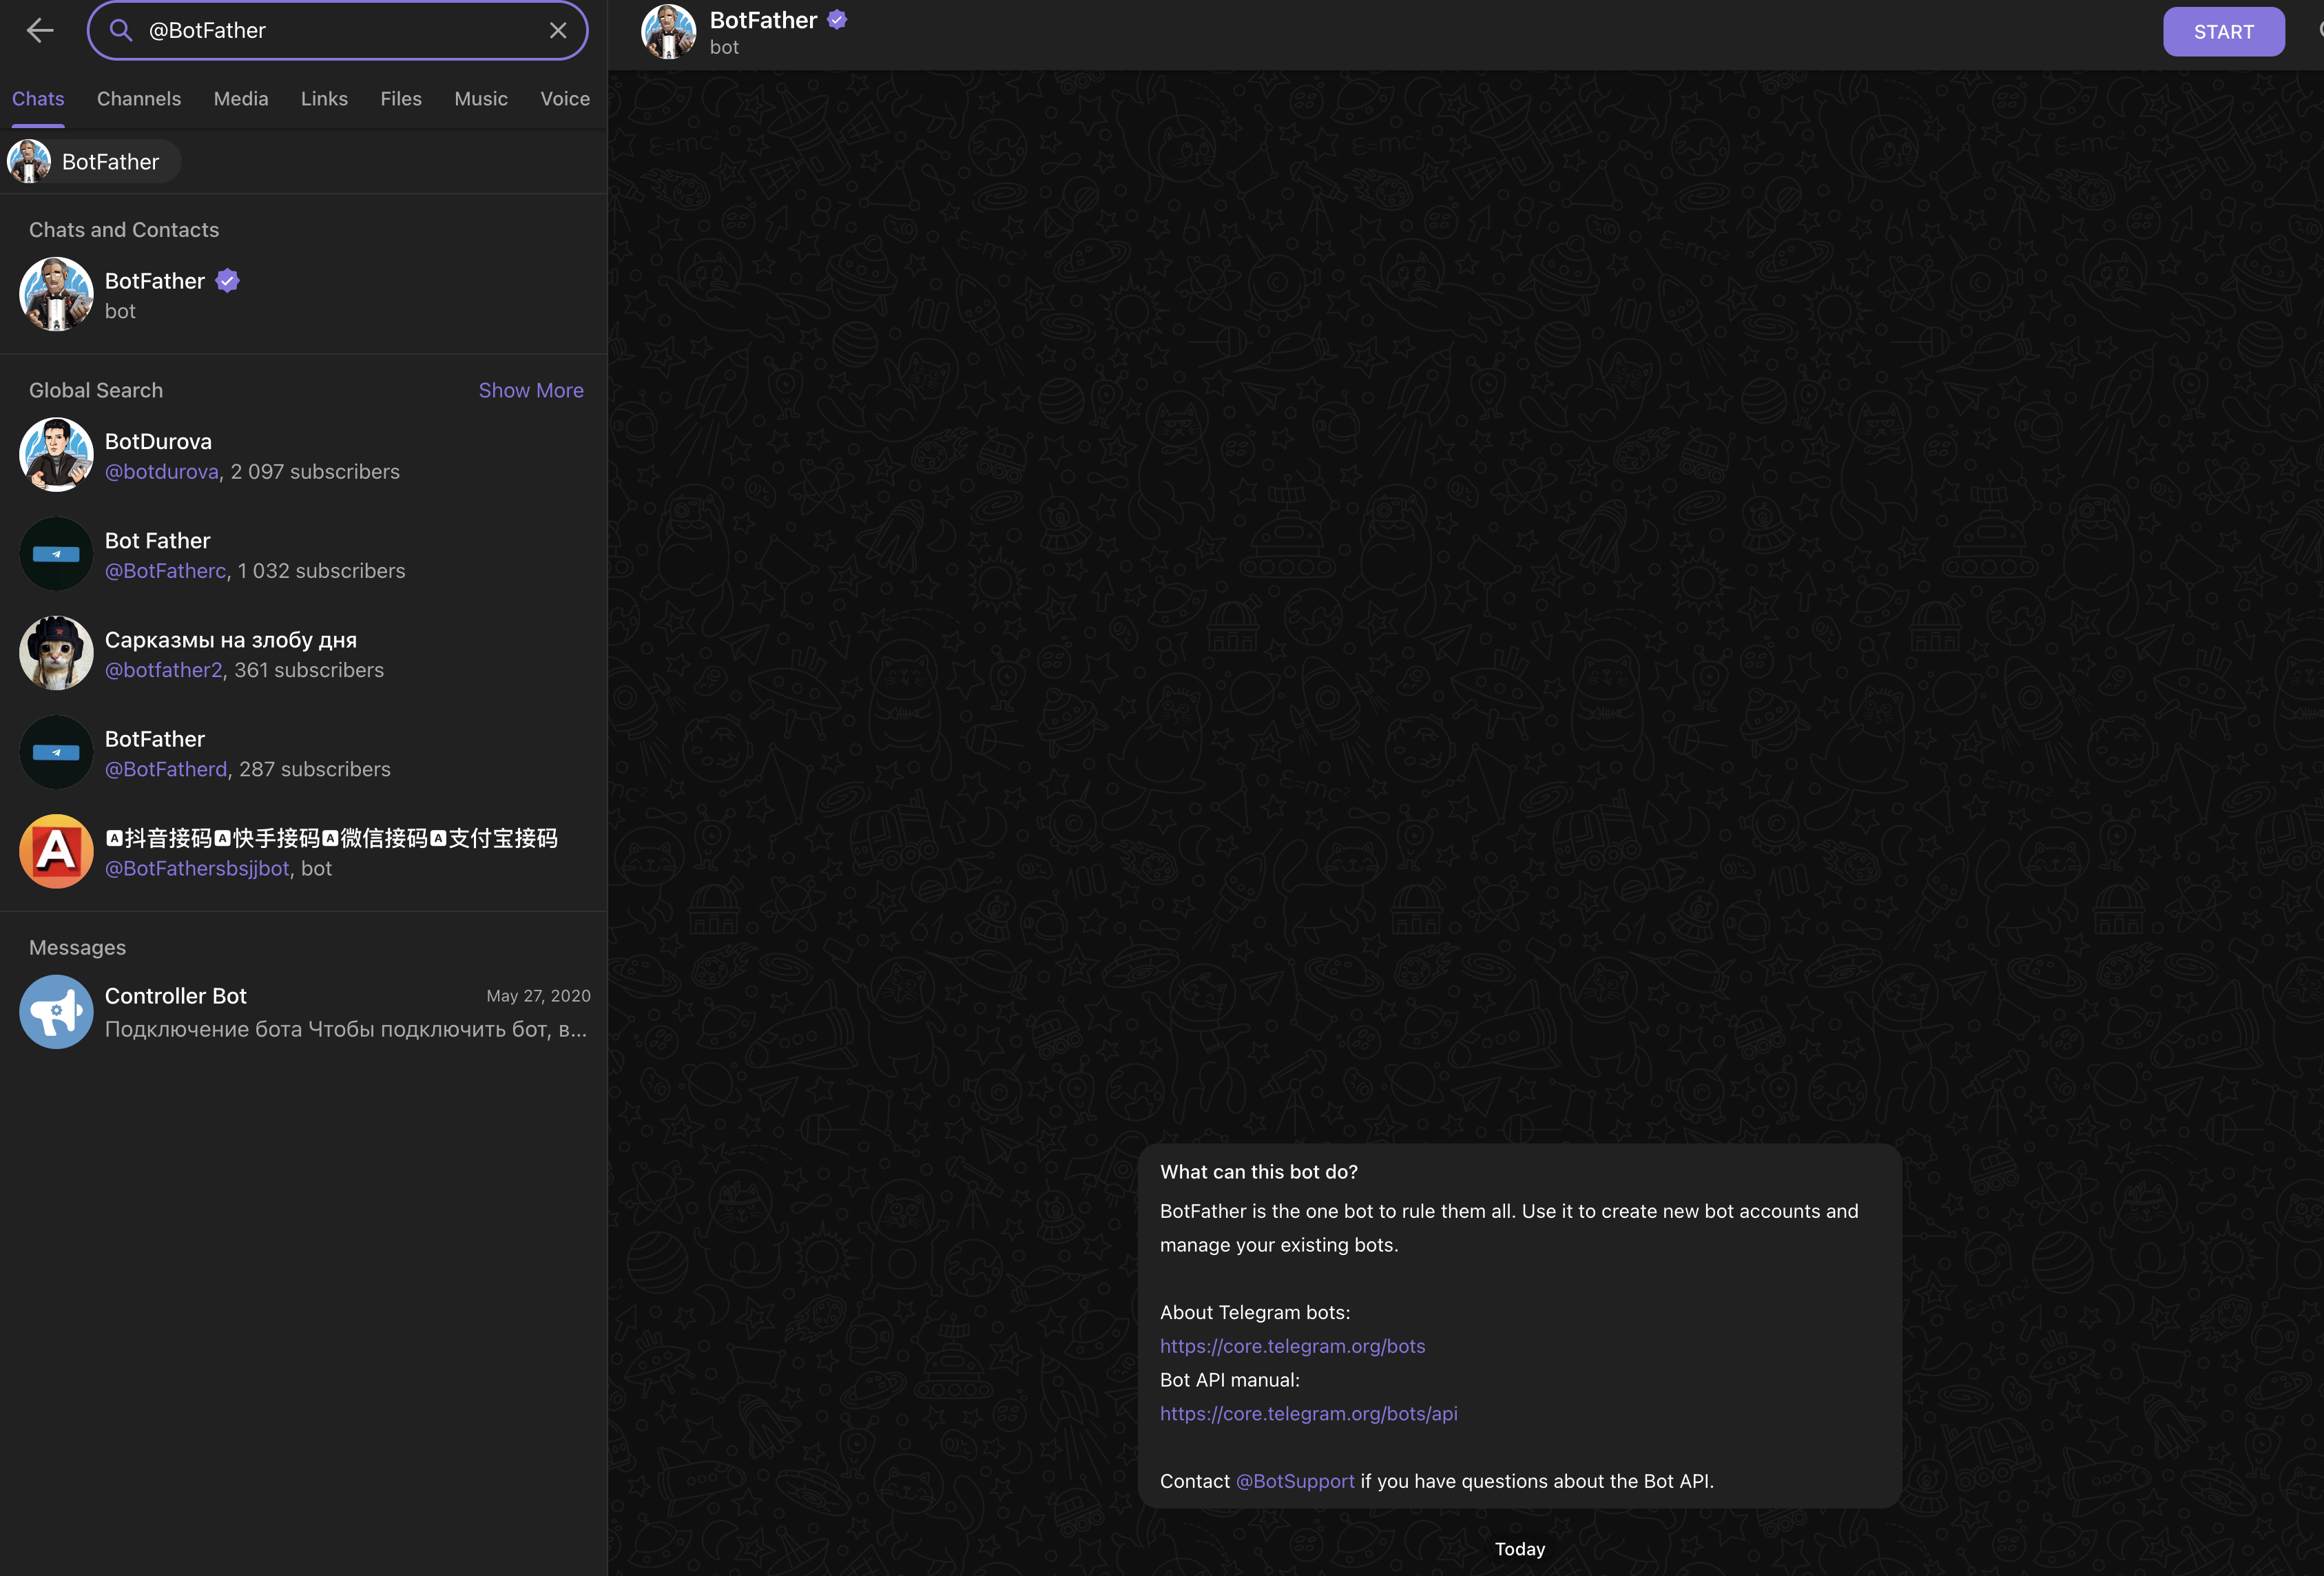 @BotFather
Chats Channels Media Links Files Music Voice
BotFather
Chats and Contacts
BotFather
bot
Global Search Show More
BotDurova
@botdurova, 2 097 subscribers
Bot Father
@BotFatherc, 1 032 subscribers
Сарказмы на злобу дня
@botfather2, 361 subscribers
BotFather
@BotFatherd, 287 subscribers
A
🅰抖音接码🅰快手接码🅰微信接码🅰支付宝接码
@BotFathersbsjjbot, bot
Messages
Controller Bot May 27, 2020
Подключение бота Чтобы подключить бот, в...
BotFather
bot
START
E=mc²
What can this bot do?
BotFather is the one bot to rule them all. Use it to create new bot accounts and
manage your existing bots.
About Telegram bots:
https://core.telegram.org/bots
Bot API manual:
https://core.telegram.org/bots/api
Contact @BotSupport if you have questions about the Bot API.
Today